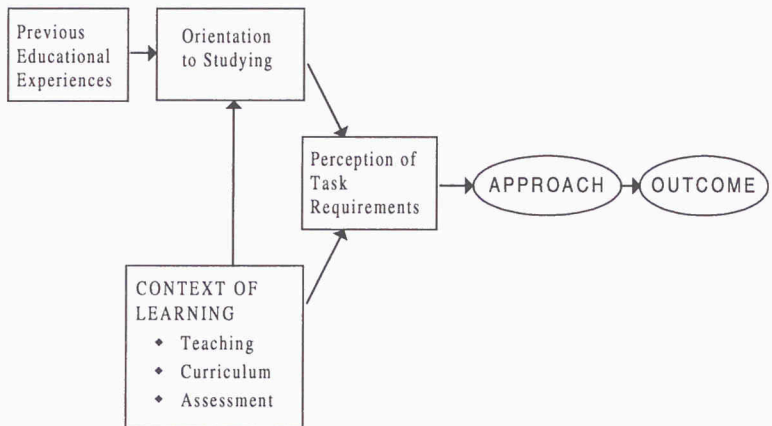 Previous
Educational
Experiences
Orientation
to Studying
Perception of
Task
Requirements
APPROACH
OUTCOME
CONTEXT OF
LEARNING
◆ Teaching
◆ Curriculum
◆ Assessment